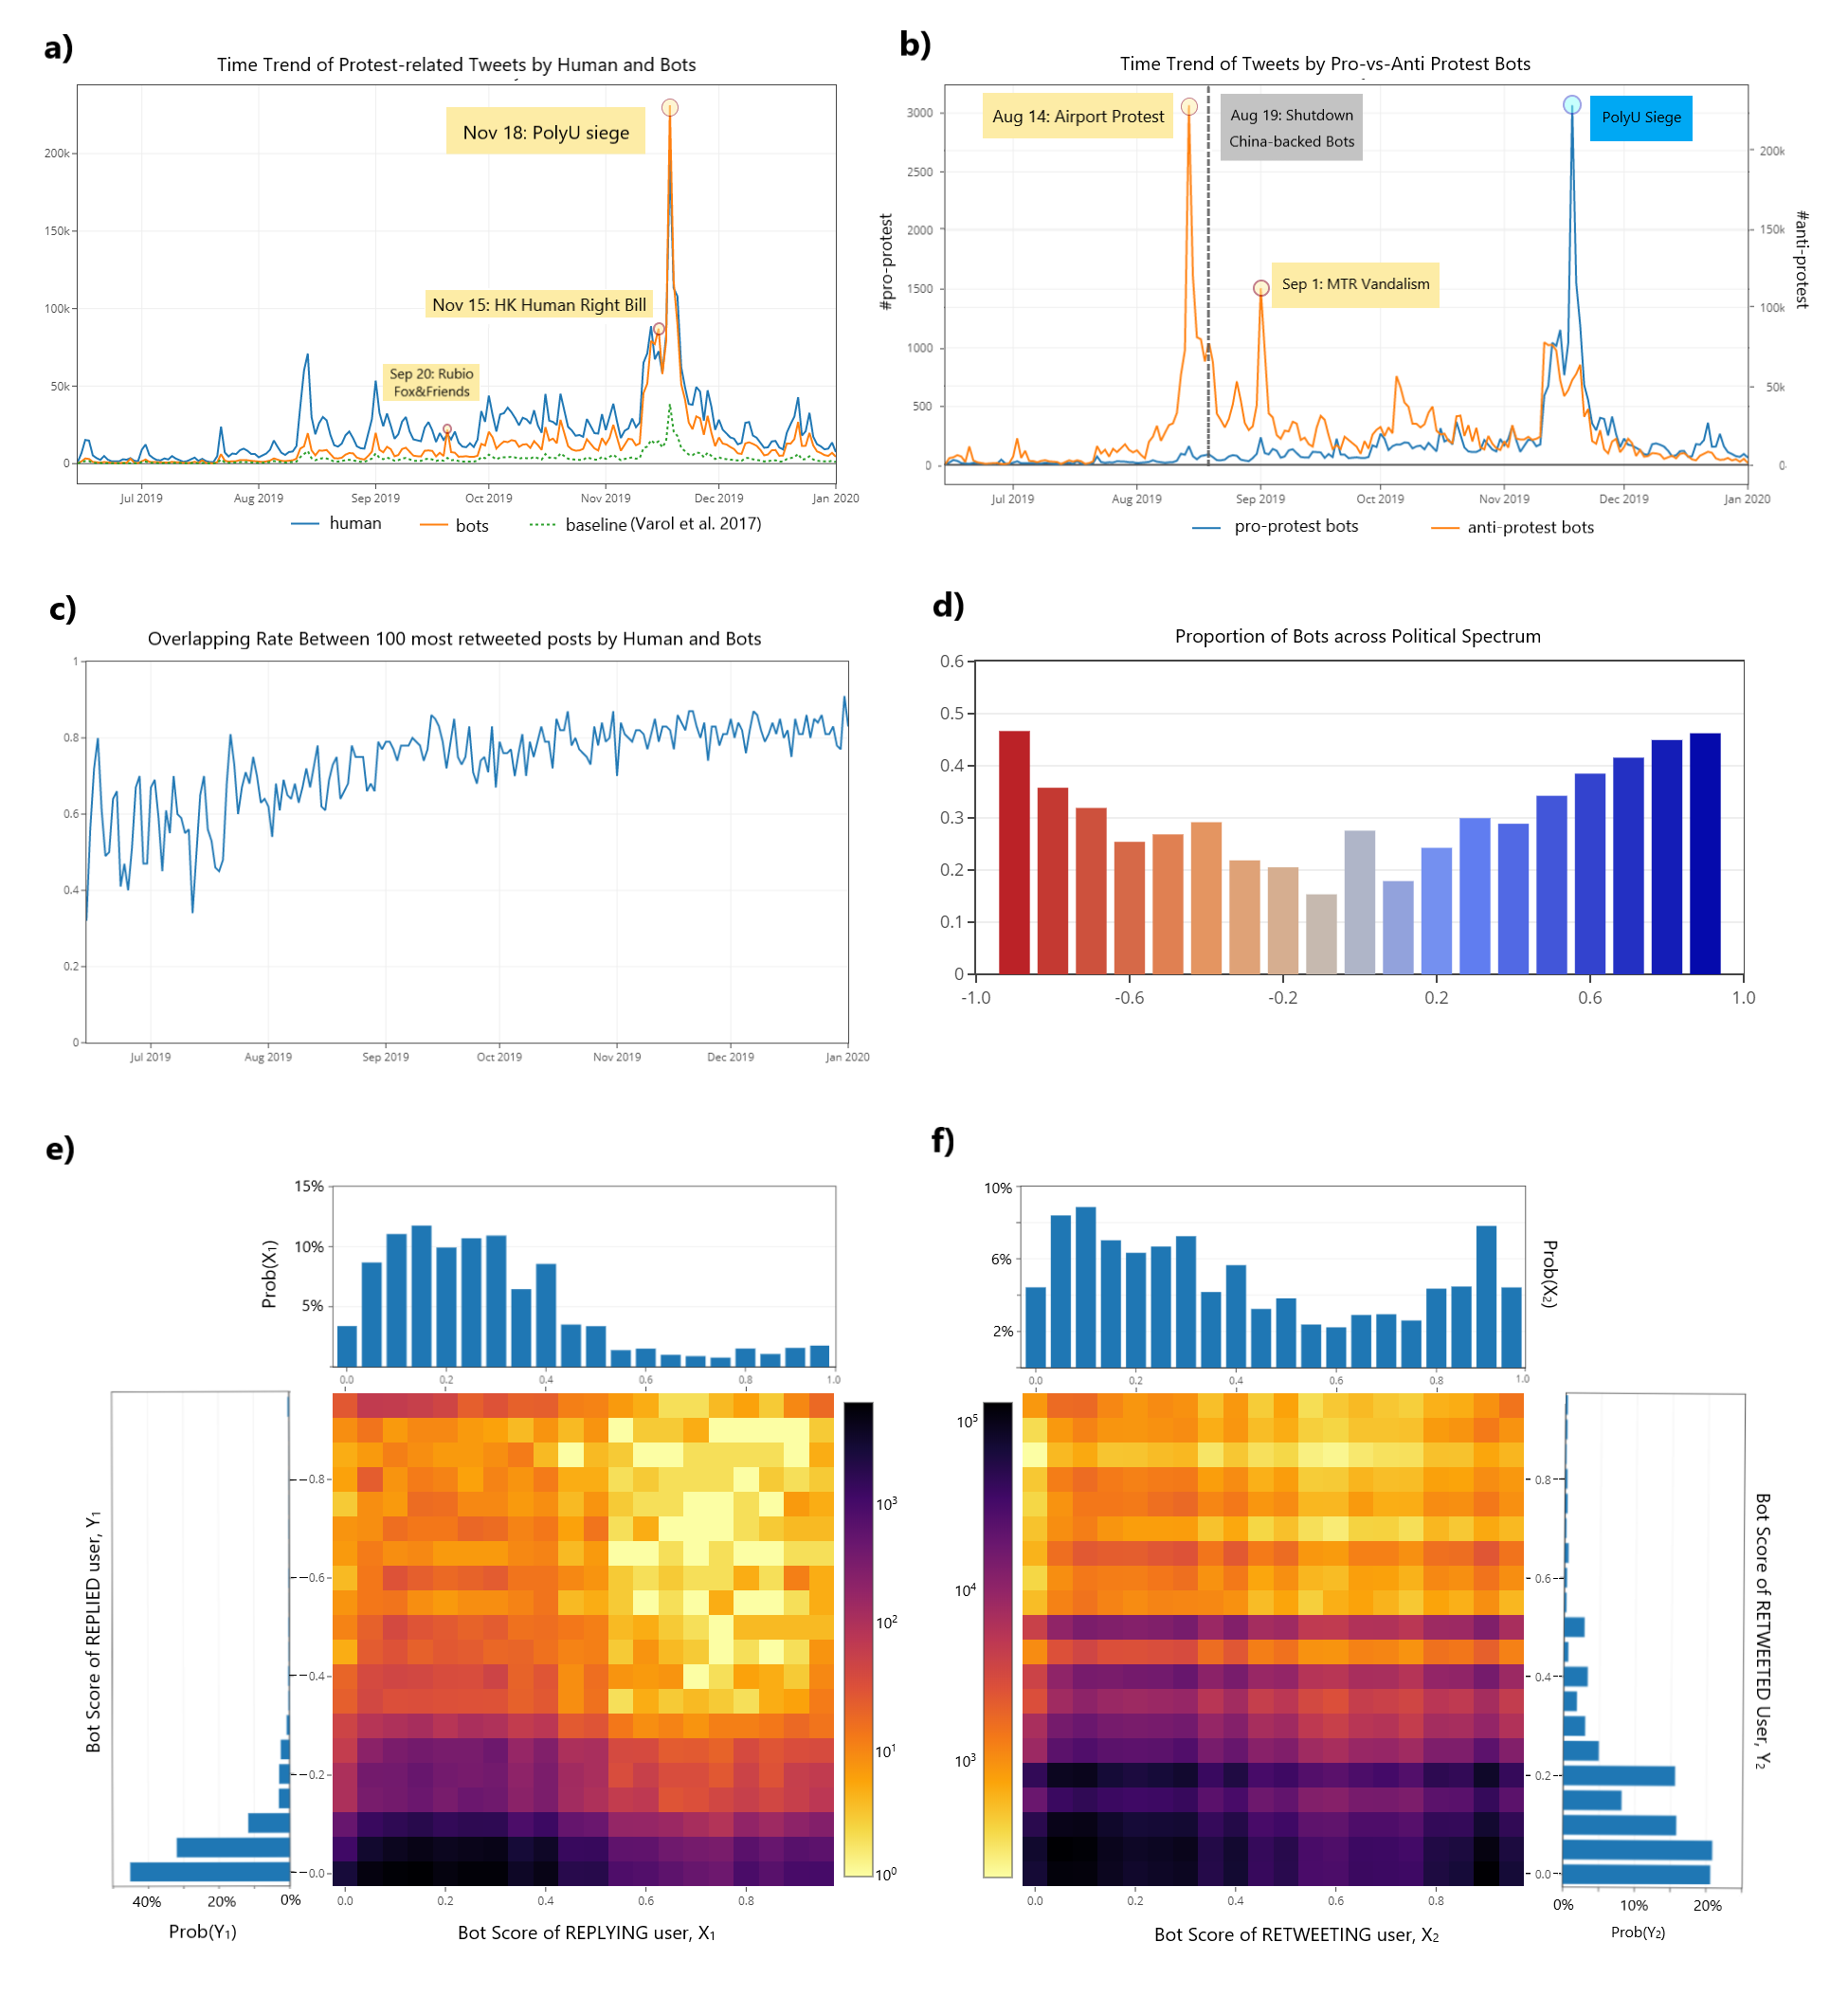 a)
Time Trend of Protest-related Tweets by Human and Bots
Nov 18: PolyU siege
Nov 15: HK Human Right Bill
Sep 20: Rubio
Fox&Friends
200k
150k
100k
50k
0
Jul 2019 Aug 2019 Sep 2019 Oct 2019 Nov 2019 Dec 2019 Jan 2020
human bots baseline (Varol et al. 2017)
b)
Time Trend of Tweets by Pro-vs-Anti Protest Bots
Aug 14: Airport Protest
Aug 19: Shutdown
China-backed Bots
PolyU Siege
Sep 1: MTR Vandalism
#pro-protest
3000
2500
2000
1500
1000
500
0
200k
150k
100k
50k
0
#anti-protest
Jul 2019 Aug 2019 Sep 2019 Oct 2019 Nov 2019 Dec 2019 Jan 2020
pro-protest bots anti-protest bots
c)
Overlapping Rate Between 100 most retweeted posts by Human and Bots
1
0.8
0.6
0.4
0.2
0
Jul 2019 Aug 2019 Sep 2019 Oct 2019 Nov 2019 Dec 2019 Jan 2020
d)
Proportion of Bots across Political Spectrum
0.6
0.5
0.4
0.3
0.2
0.1
0
-1.0 -0.6 -0.2 0.2 0.6 1.0
e)
Prob(X₁)
15%
10%
5%
0.0 0.2 0.4 0.6 0.8 1.0
Bot Score of REPLIED user, Y₁
0.8
0.6
0.4
0.2
0.0
40% 20% 0%
Prob(Y₁)
0.0 0.2 0.4 0.6 0.8
Bot Score of REPLYING user, X₁
10³
10²
10¹
10⁰
f)
10%
6%
2%
Prob(X₂)
0.0 0.2 0.4 0.6 0.8 1.0
10⁵
10⁴
10³
0.8
0.6
0.4
0.2
0.0
Bot Score of RETWEETED User, Y₂
0.0 0.2 0.4 0.6 0.8
Bot Score of RETWEETING user, X₂
0% 10% 20%
Prob(Y₂)